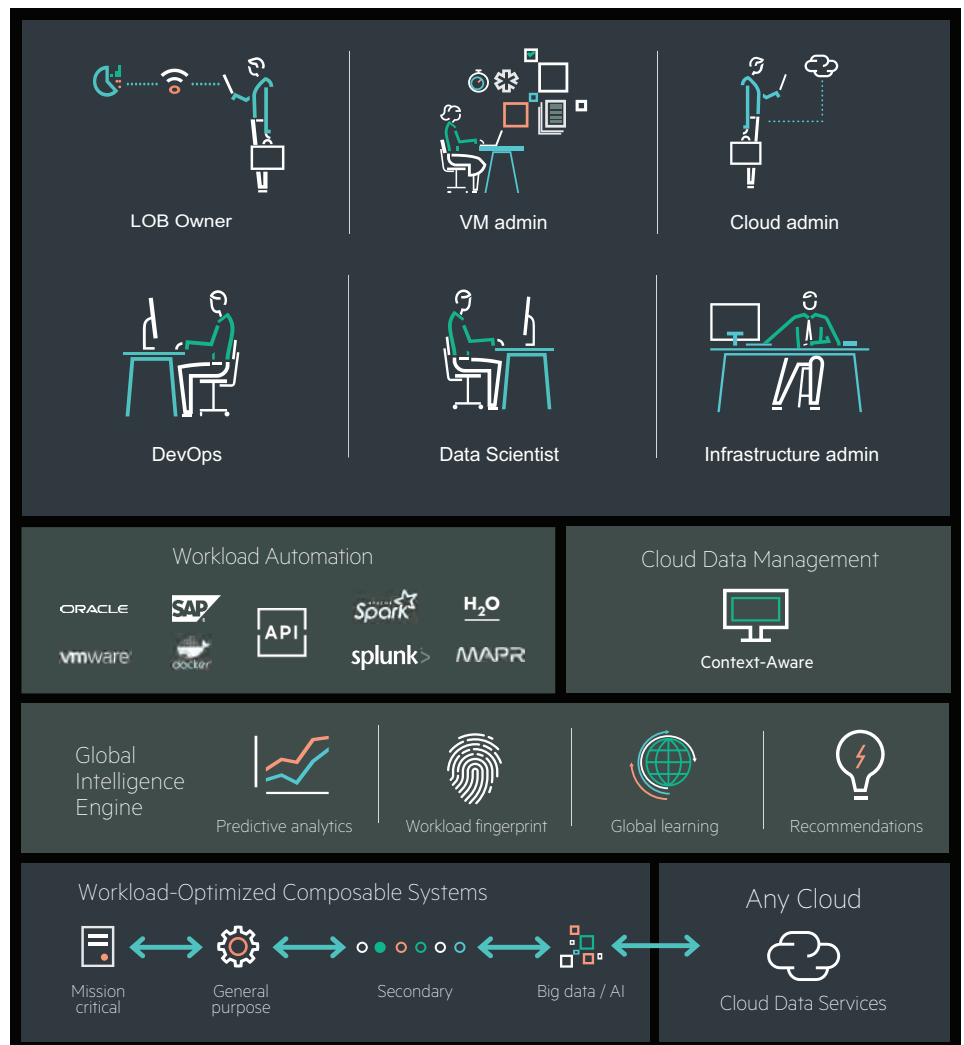 LOB Owner
VM admin
Cloud admin
DevOps
Data Scientist
Infrastructure admin
Workload Automation
ORACLE
SAP
API
APACHE
Spark
H2O
vmware
docker
splunk>
MAPR
Cloud Data Management
Context-Aware
Global
Intelligence
Engine
Predictive analytics
Workload fingerprint
Global learning
Recommendations
Workload-Optimized Composable Systems
Mission
critical
General
purpose
Secondary
Big data / AI
Any Cloud
Cloud Data Services